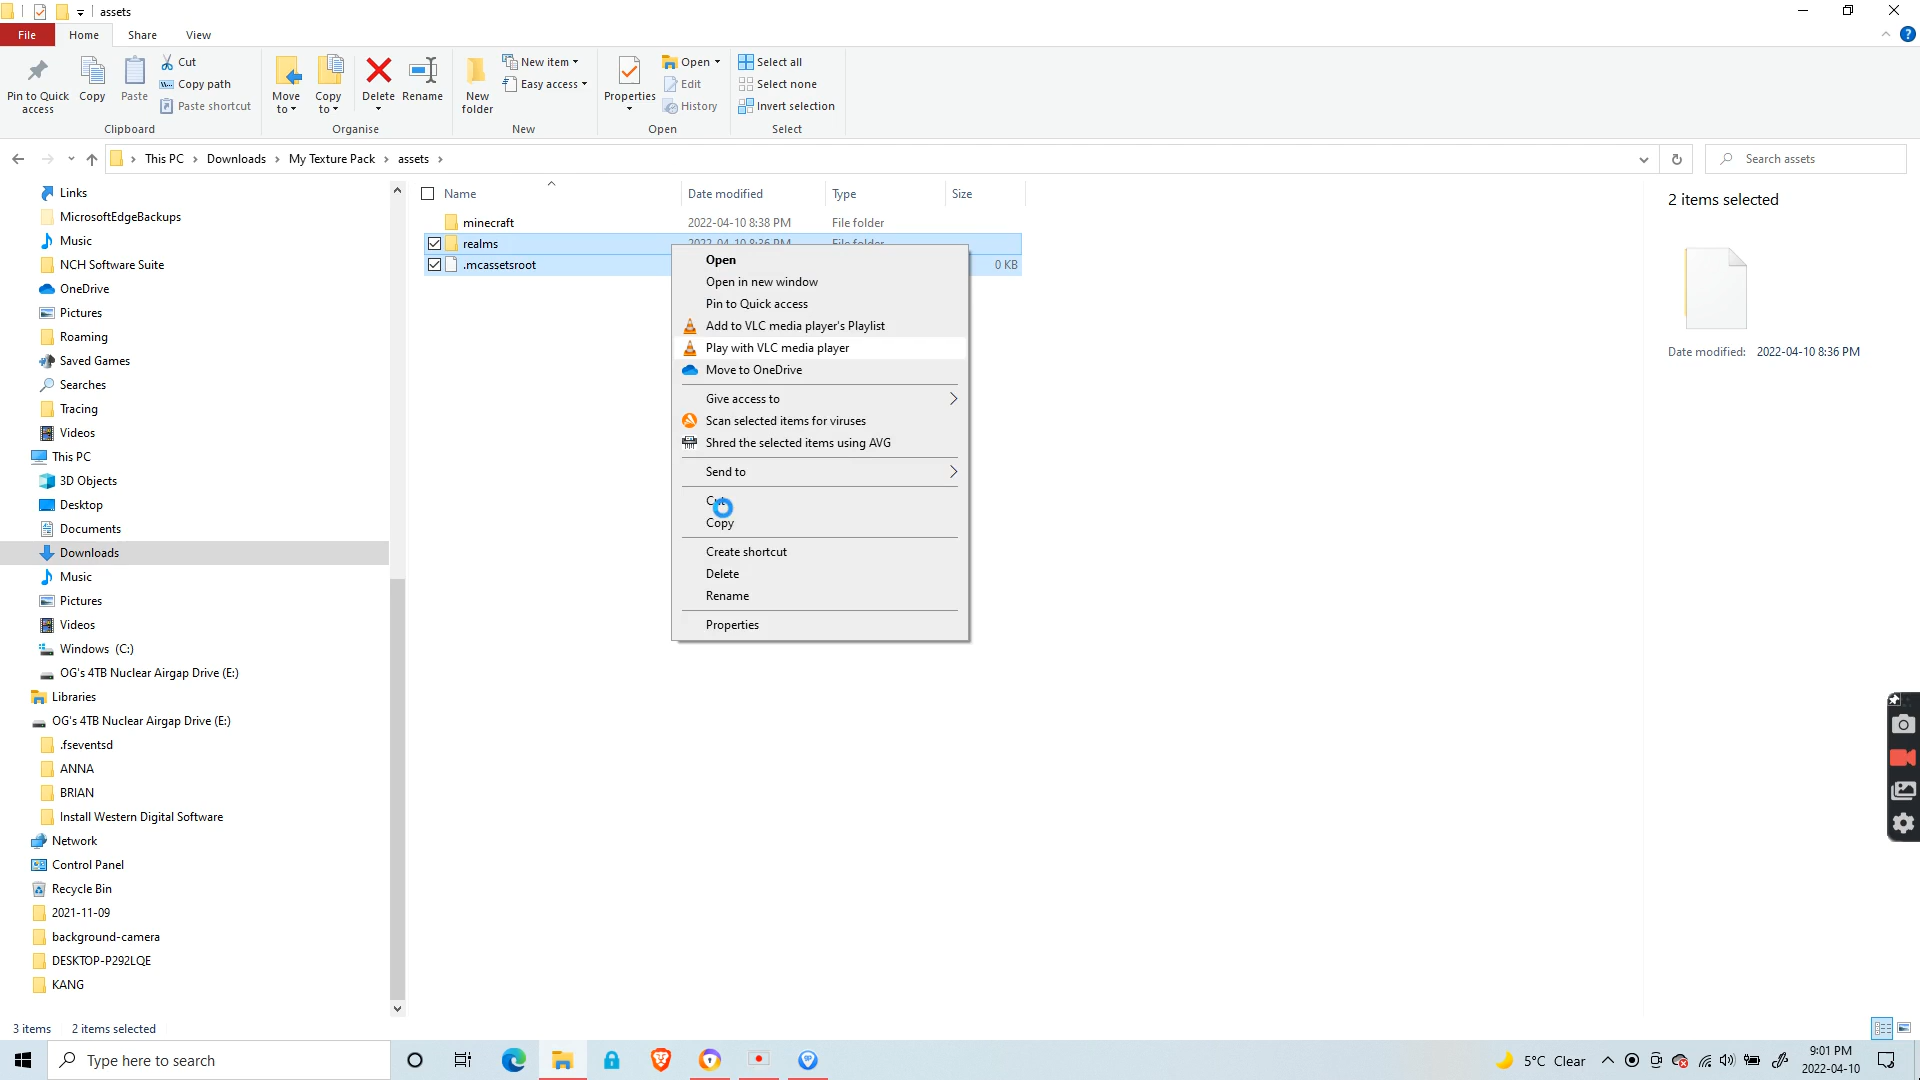 assets
File
Home
Share
View
Pin to Quick access
Copy
Paste
Cut
Copy path
Paste shortcut
Clipboard
Move to
Copy to
Delete
Rename
Organise
New folder
New item
Easy access
New
Properties
Open
Edit
History
Open
Select all
Select none
Invert selection
Select
This PC
Downloads
My Texture Pack
assets
Search assets
Links
MicrosoftEdgeBackups
Music
NCH Software Suite
OneDrive
Pictures
Roaming
Saved Games
Searches
Tracing
Videos
This PC
3D Objects
Desktop
Documents
Downloads
Music
Pictures
Videos
Windows (C:)
OG's 4TB Nuclear Airgap Drive (E:)
Libraries
OG's 4TB Nuclear Airgap Drive (E:)
.fseventsd
ANNA
BRIAN
Install Western Digital Software
Network
Control Panel
Recycle Bin
2021-11-09
background-camera
DESKTOP-P292LQE
KANG
Name
Date modified
Type
Size
minecraft
2022-04-10 8:38 PM
File folder
realms
2022-04-10 8:36 PM
File folder
.mcassetsroot
0 KB
Open
Open in new window
Pin to Quick access
Add to VLC media player's Playlist
Play with VLC media player
Move to OneDrive
Give access to
Scan selected items for viruses
Shred the selected items using AVG
Send to
Cut
Copy
Create shortcut
Delete
Rename
Properties
2 items selected
Date modified: 2022-04-10 8:36 PM
3 items
2 items selected
Type here to search
5°C Clear
9:01 PM
2022-04-10